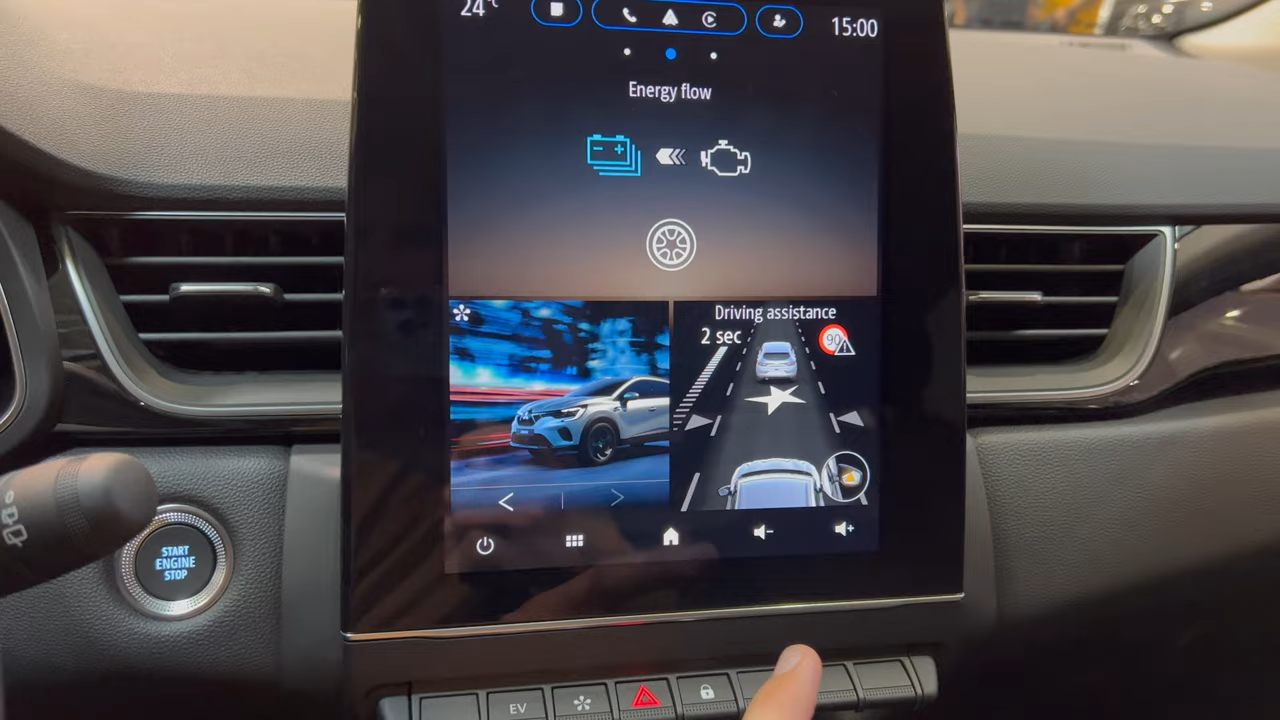 24°C
15:00
Energy flow
Driving assistance
2 sec
90
START
ENGINE
STOP
EV